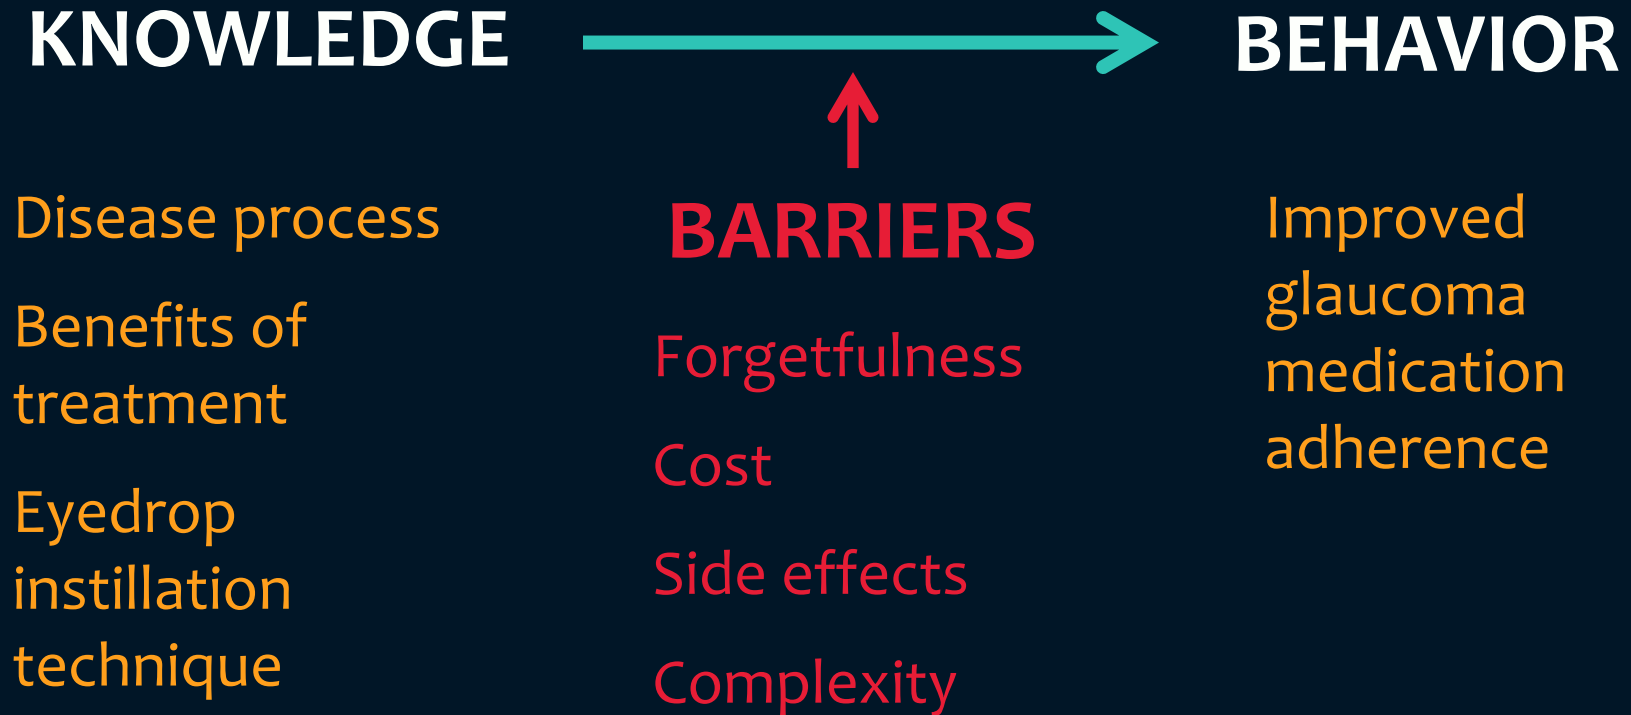 KNOWLEDGE
BEHAVIOR
Disease process
Benefits of
treatment
Eyedrop
instillation
technique
BARRIERS
Forgetfulness
Cost
Side effects
Complexity
Improved
glaucoma
medication
adherence